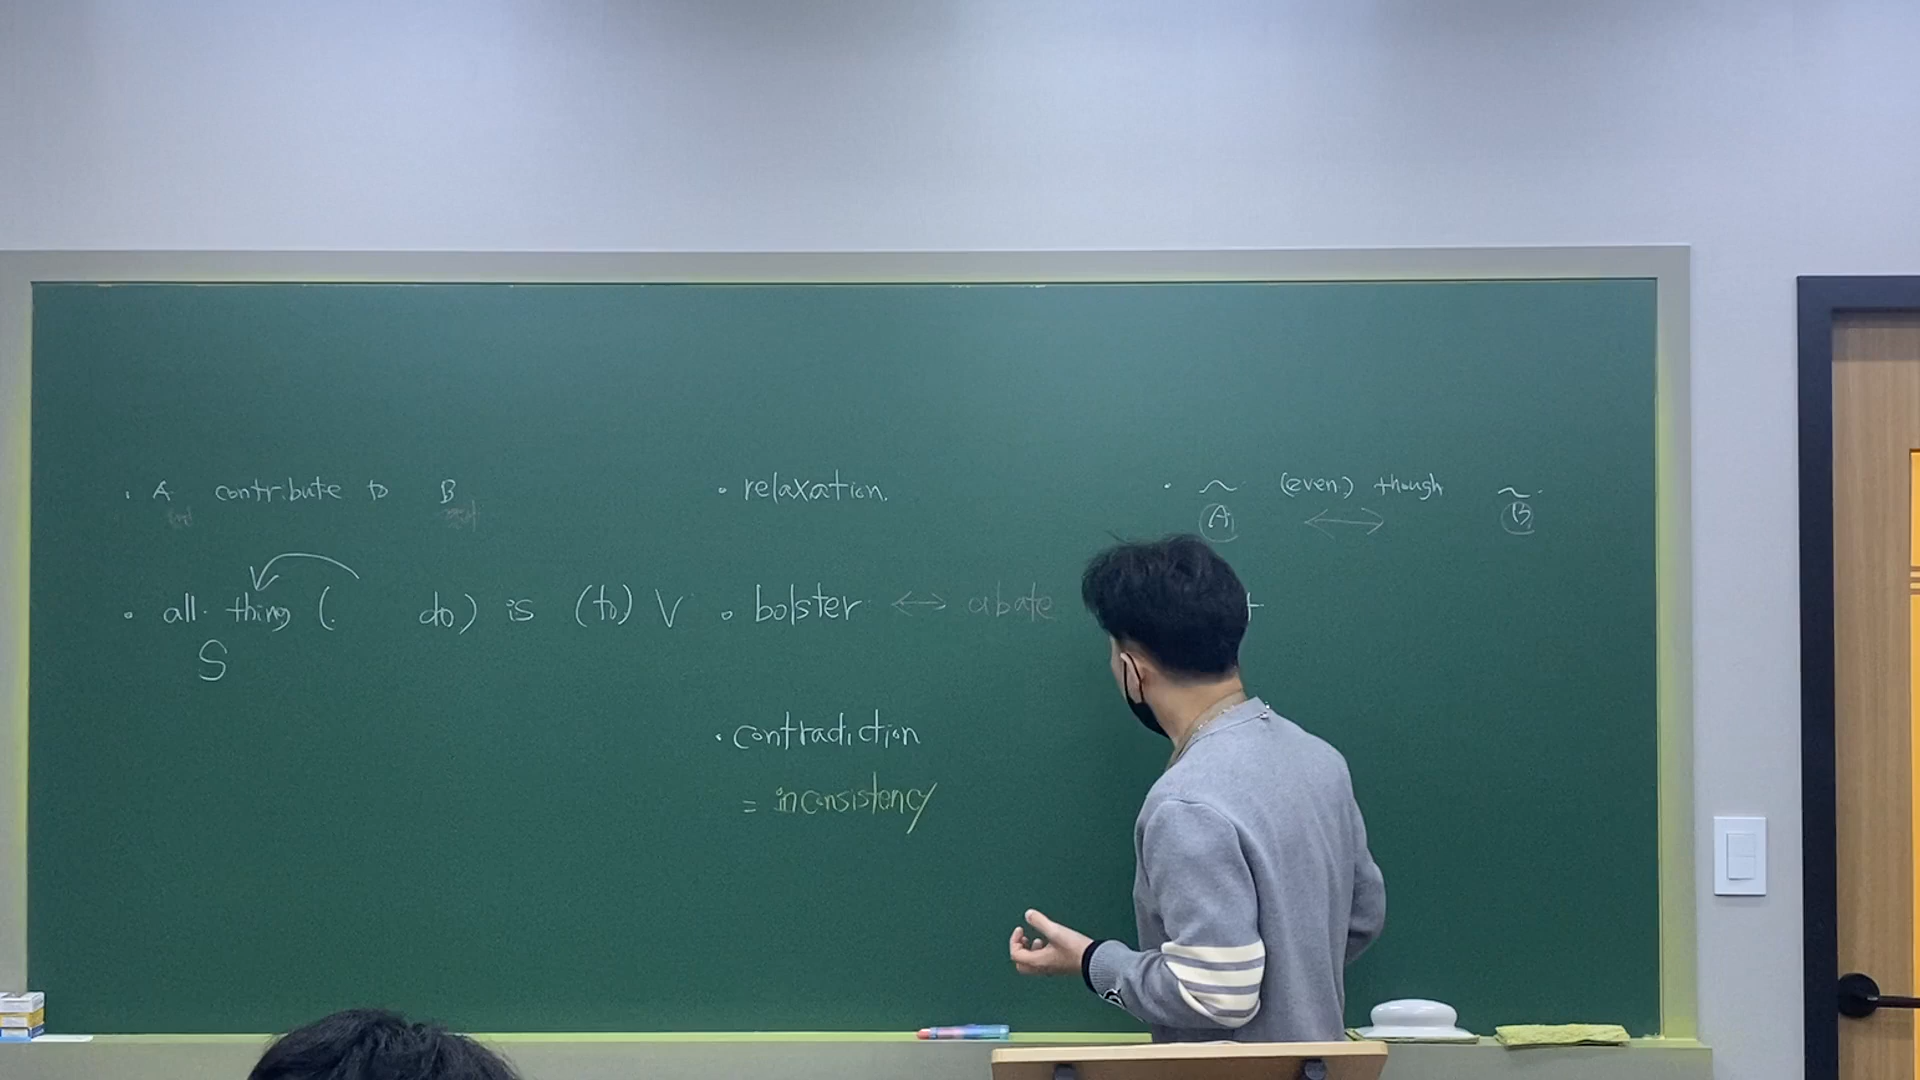 · A contribute to B
· all thing ( do) is (to) V
S
· relaxation.
· bolster ↔ abate
· contradiction
= inconsistency
· ~ (even) though ~
A ↔ B